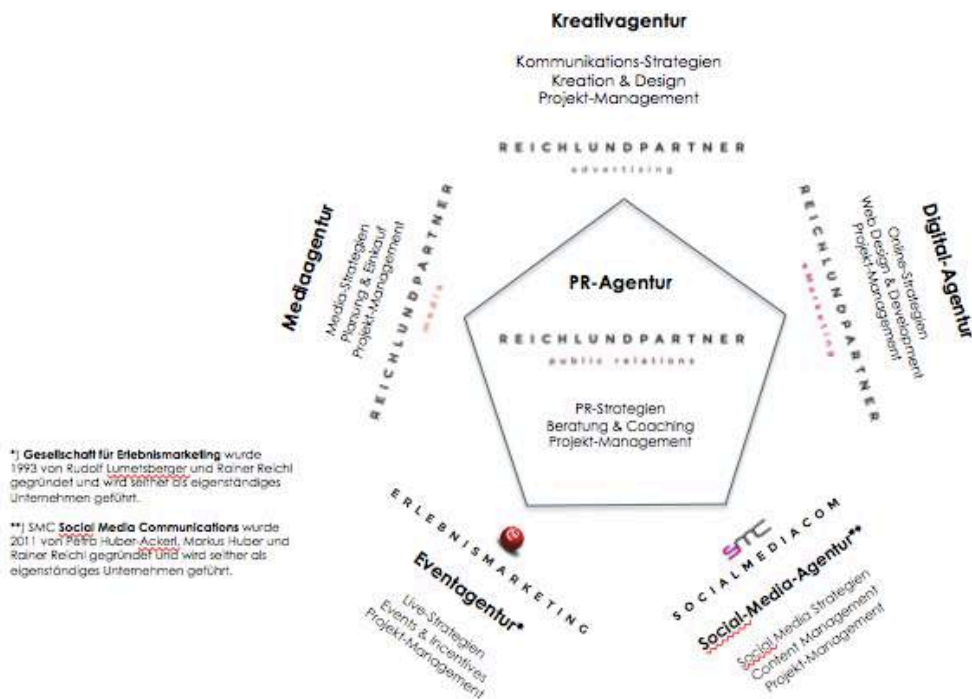 Kreativagentur
Kommunikations-Strategien
Kreation & Design
Projekt-Management
REICHLUNDPARTNER
advertising
Mediaagentur
Media-Strategien
Planung & Einkauf
Projekt-Management
REICHLUNDPARTNER
media
PR-Agentur
REICHLUNDPARTNER
public relations
PR-Strategien
Beratung & Coaching
Projekt-Management
Digital-Agentur
Online-Strategien
Web Design & Development
Projekt-Management
REICHLUNDPARTNER
eMarketing
*) Gesellschaft für Erlebnismarketing wurde
1993 von Rudolf Lumetsberger und Rainer Reichl
gegründet und wird seither als eigenständiges
Unternehmen geführt.
**) SMC Social Media Communications wurde
2011 von Petra Huber-Ackerl, Markus Huber und
Rainer Reichl gegründet und wird seither als
eigenständiges Unternehmen geführt.
ERLEBNISMARKETING
Eventagentur*
Live-Strategien
Events & Incentives
Projekt-Management
smc
SOCIALMEDIACOM
Social-Media-Agentur**
Social Media Strategien
Content Management
Projekt-Management